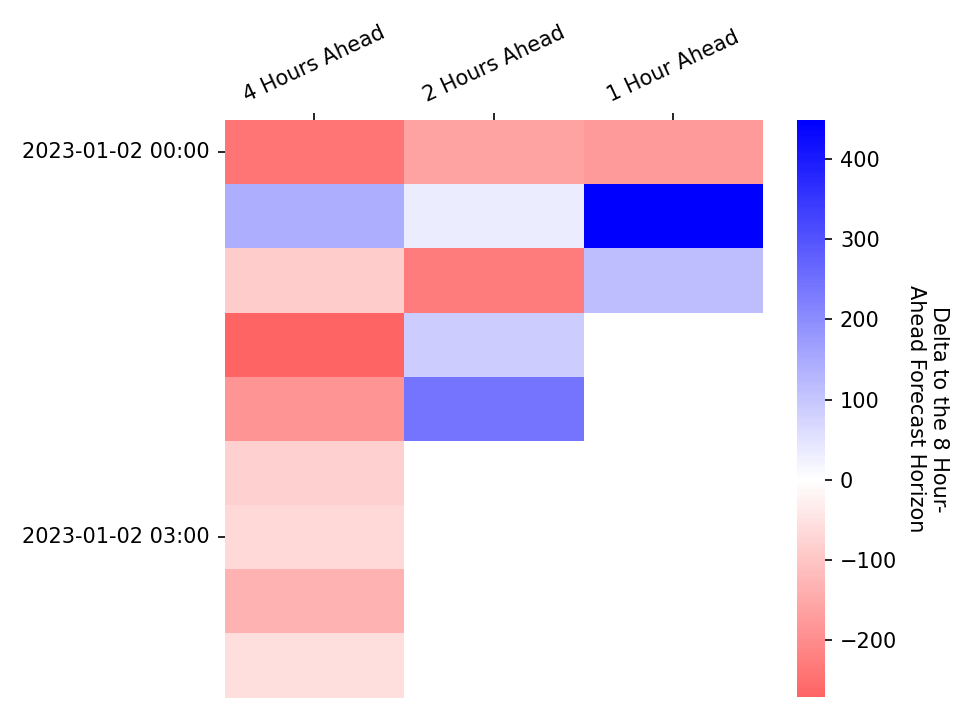 4 Hours Ahead
2 Hours Ahead
1 Hour Ahead
2023-01-02 00:00
2023-01-02 03:00
400
300
200
100
0
−100
−200
Delta to the 8 Hour-
Ahead Forecast Horizon